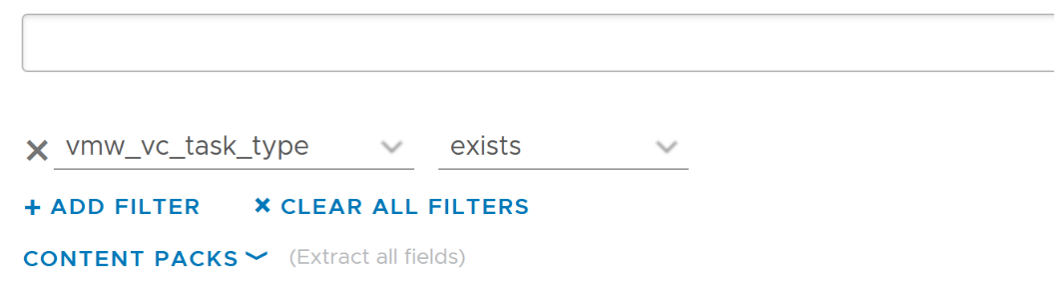 vmw_vc_task_type exists
+ ADD FILTER × CLEAR ALL FILTERS
CONTENT PACKS (Extract all fields)